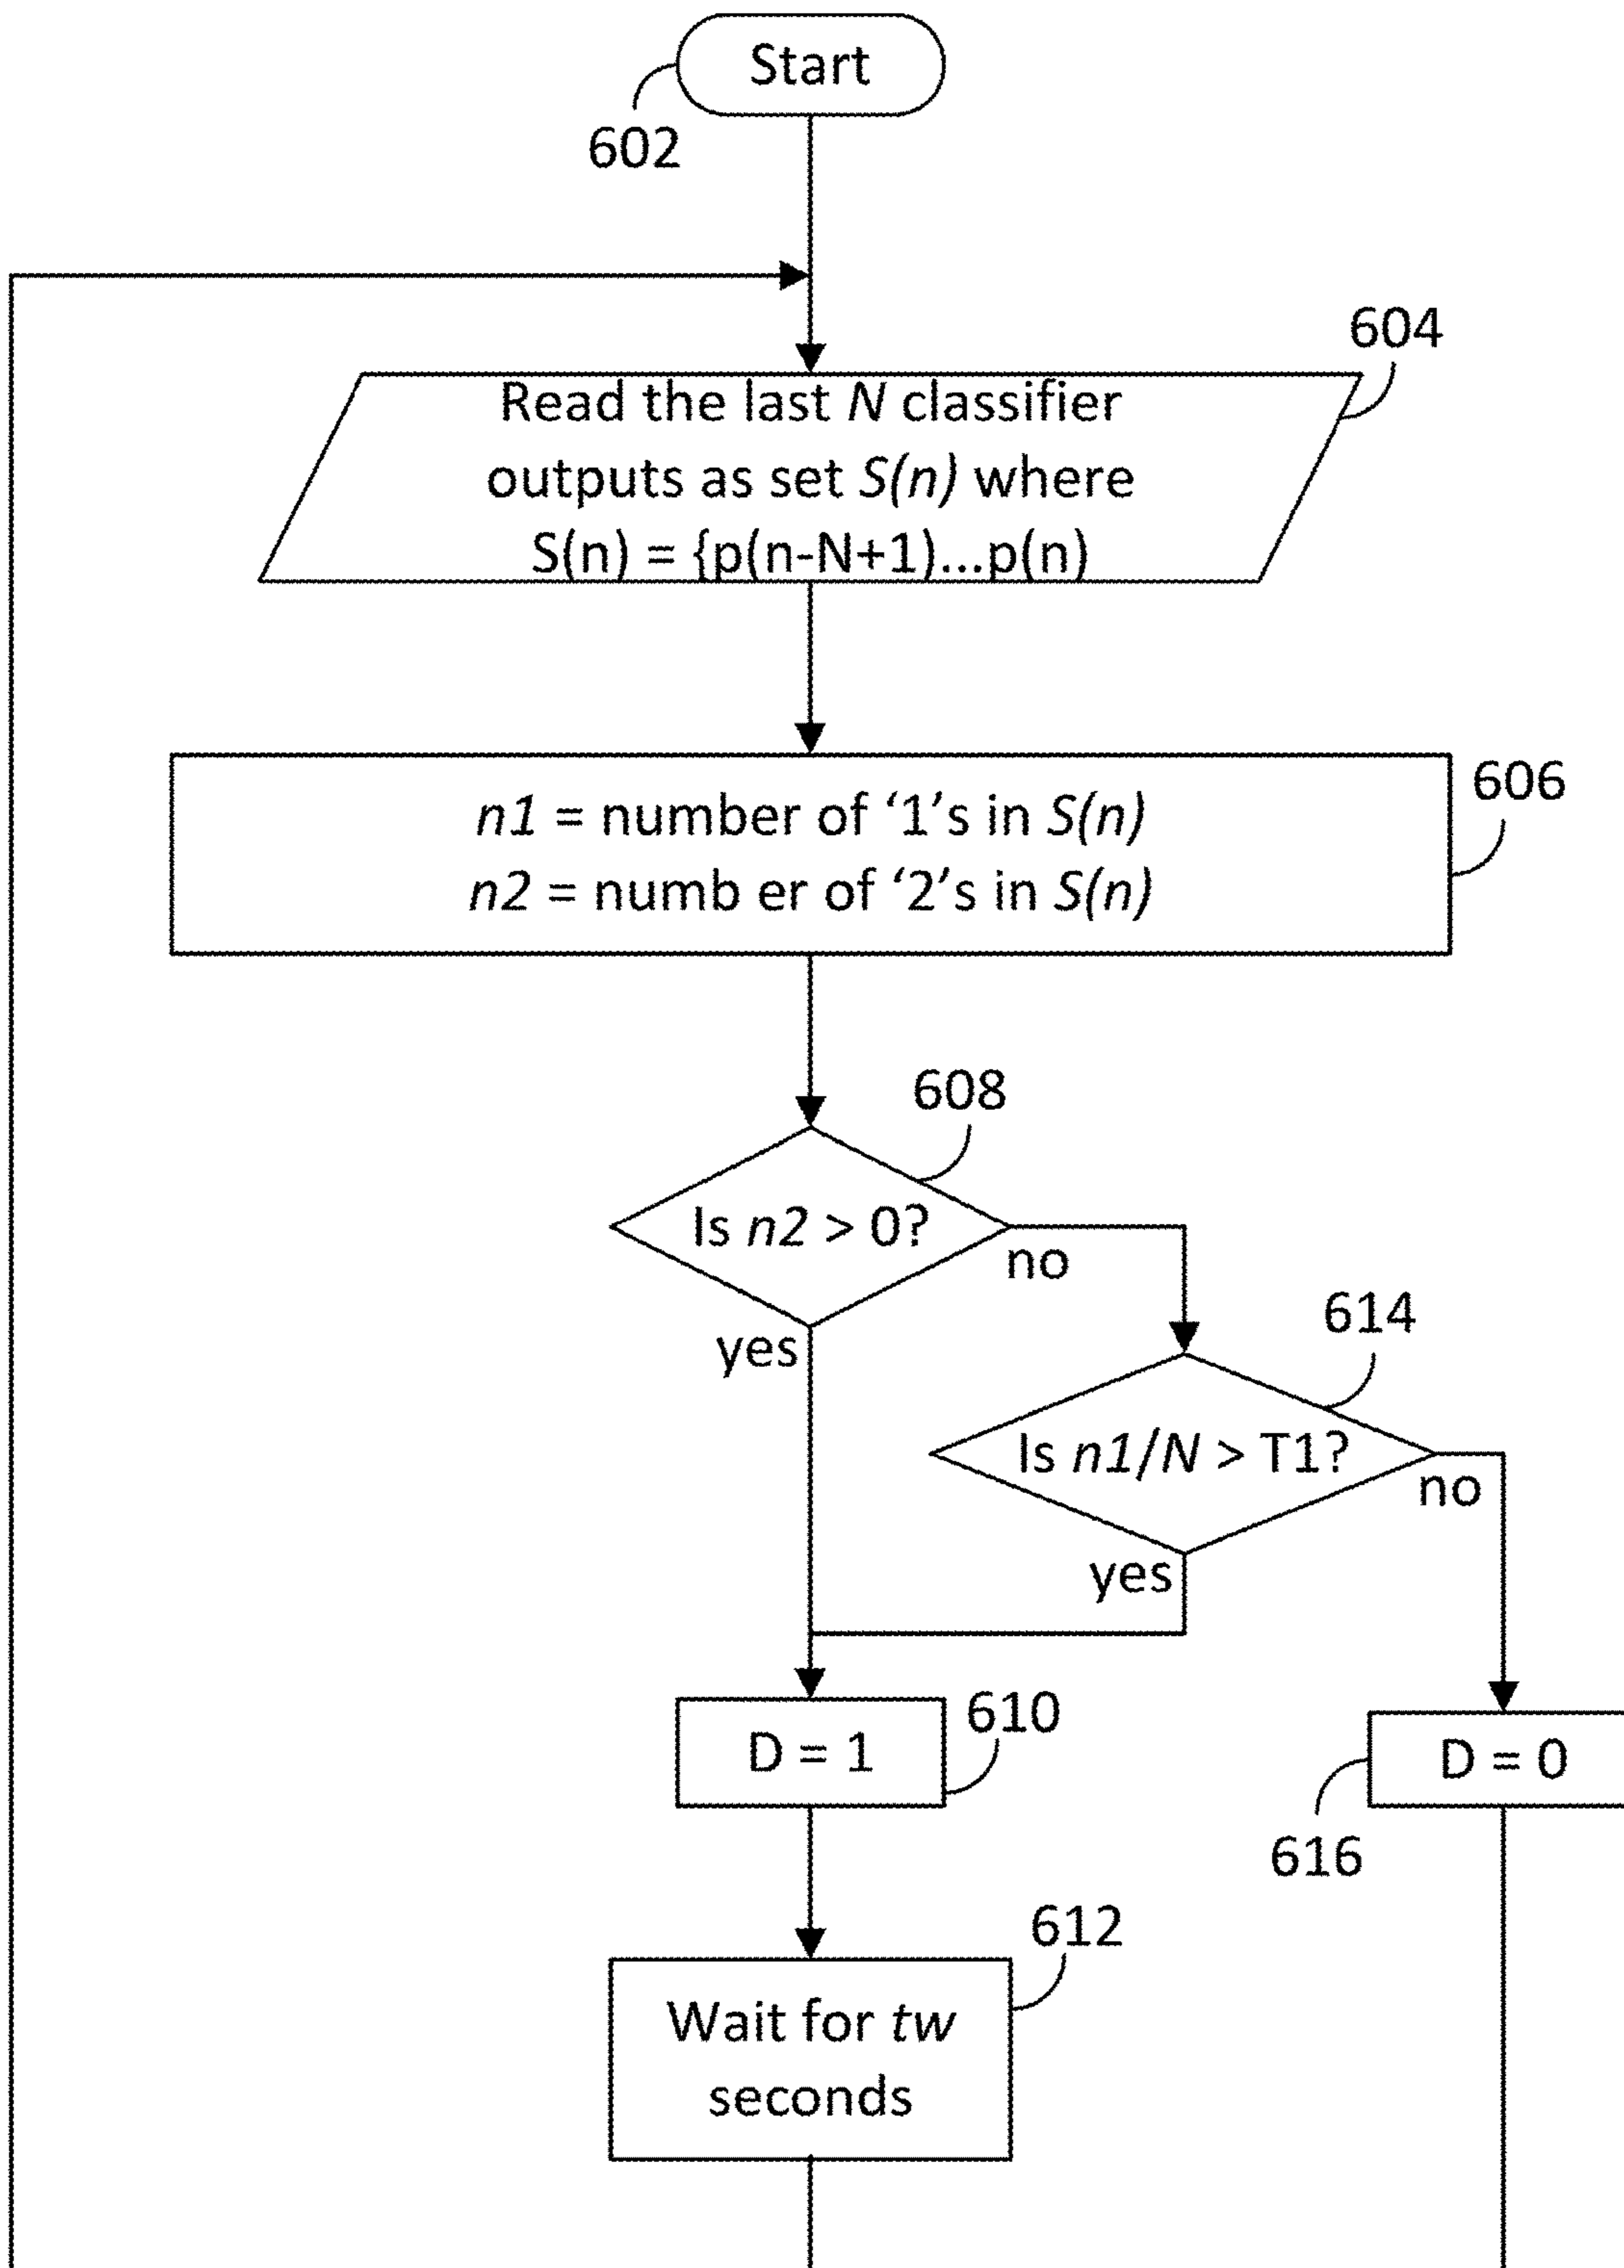 Start
602
604
Read the last N classifier
outputs as set S(n) where
S(n) = {p(n-N+1)...p(n)
606
n1 = number of ‘1’s in S(n)
n2 = numb er of ‘2’s in S(n)
608
Is n2 > 0?
no
614
yes
Is n1/N > T1?
no
yes
610
D = 1
D = 0
616
612
Wait for tw
seconds